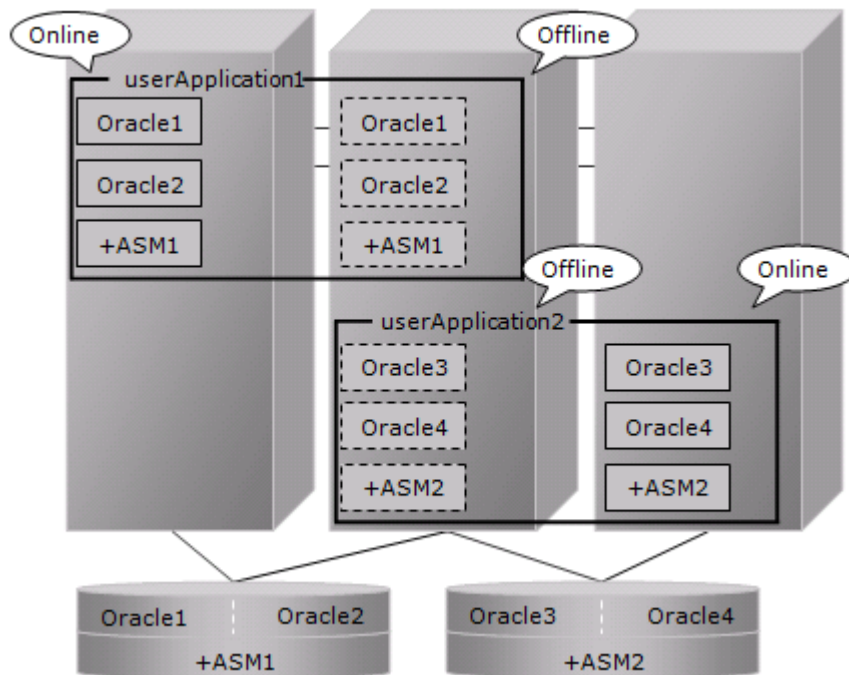 Online
Offline
userApplication1
Oracle1
Oracle1
Oracle2
Oracle2
+ASM1
+ASM1
Offline
Online
userApplication2
Oracle3
Oracle3
Oracle4
Oracle4
+ASM2
+ASM2
Oracle1
Oracle2
Oracle3
Oracle4
+ASM1
+ASM2